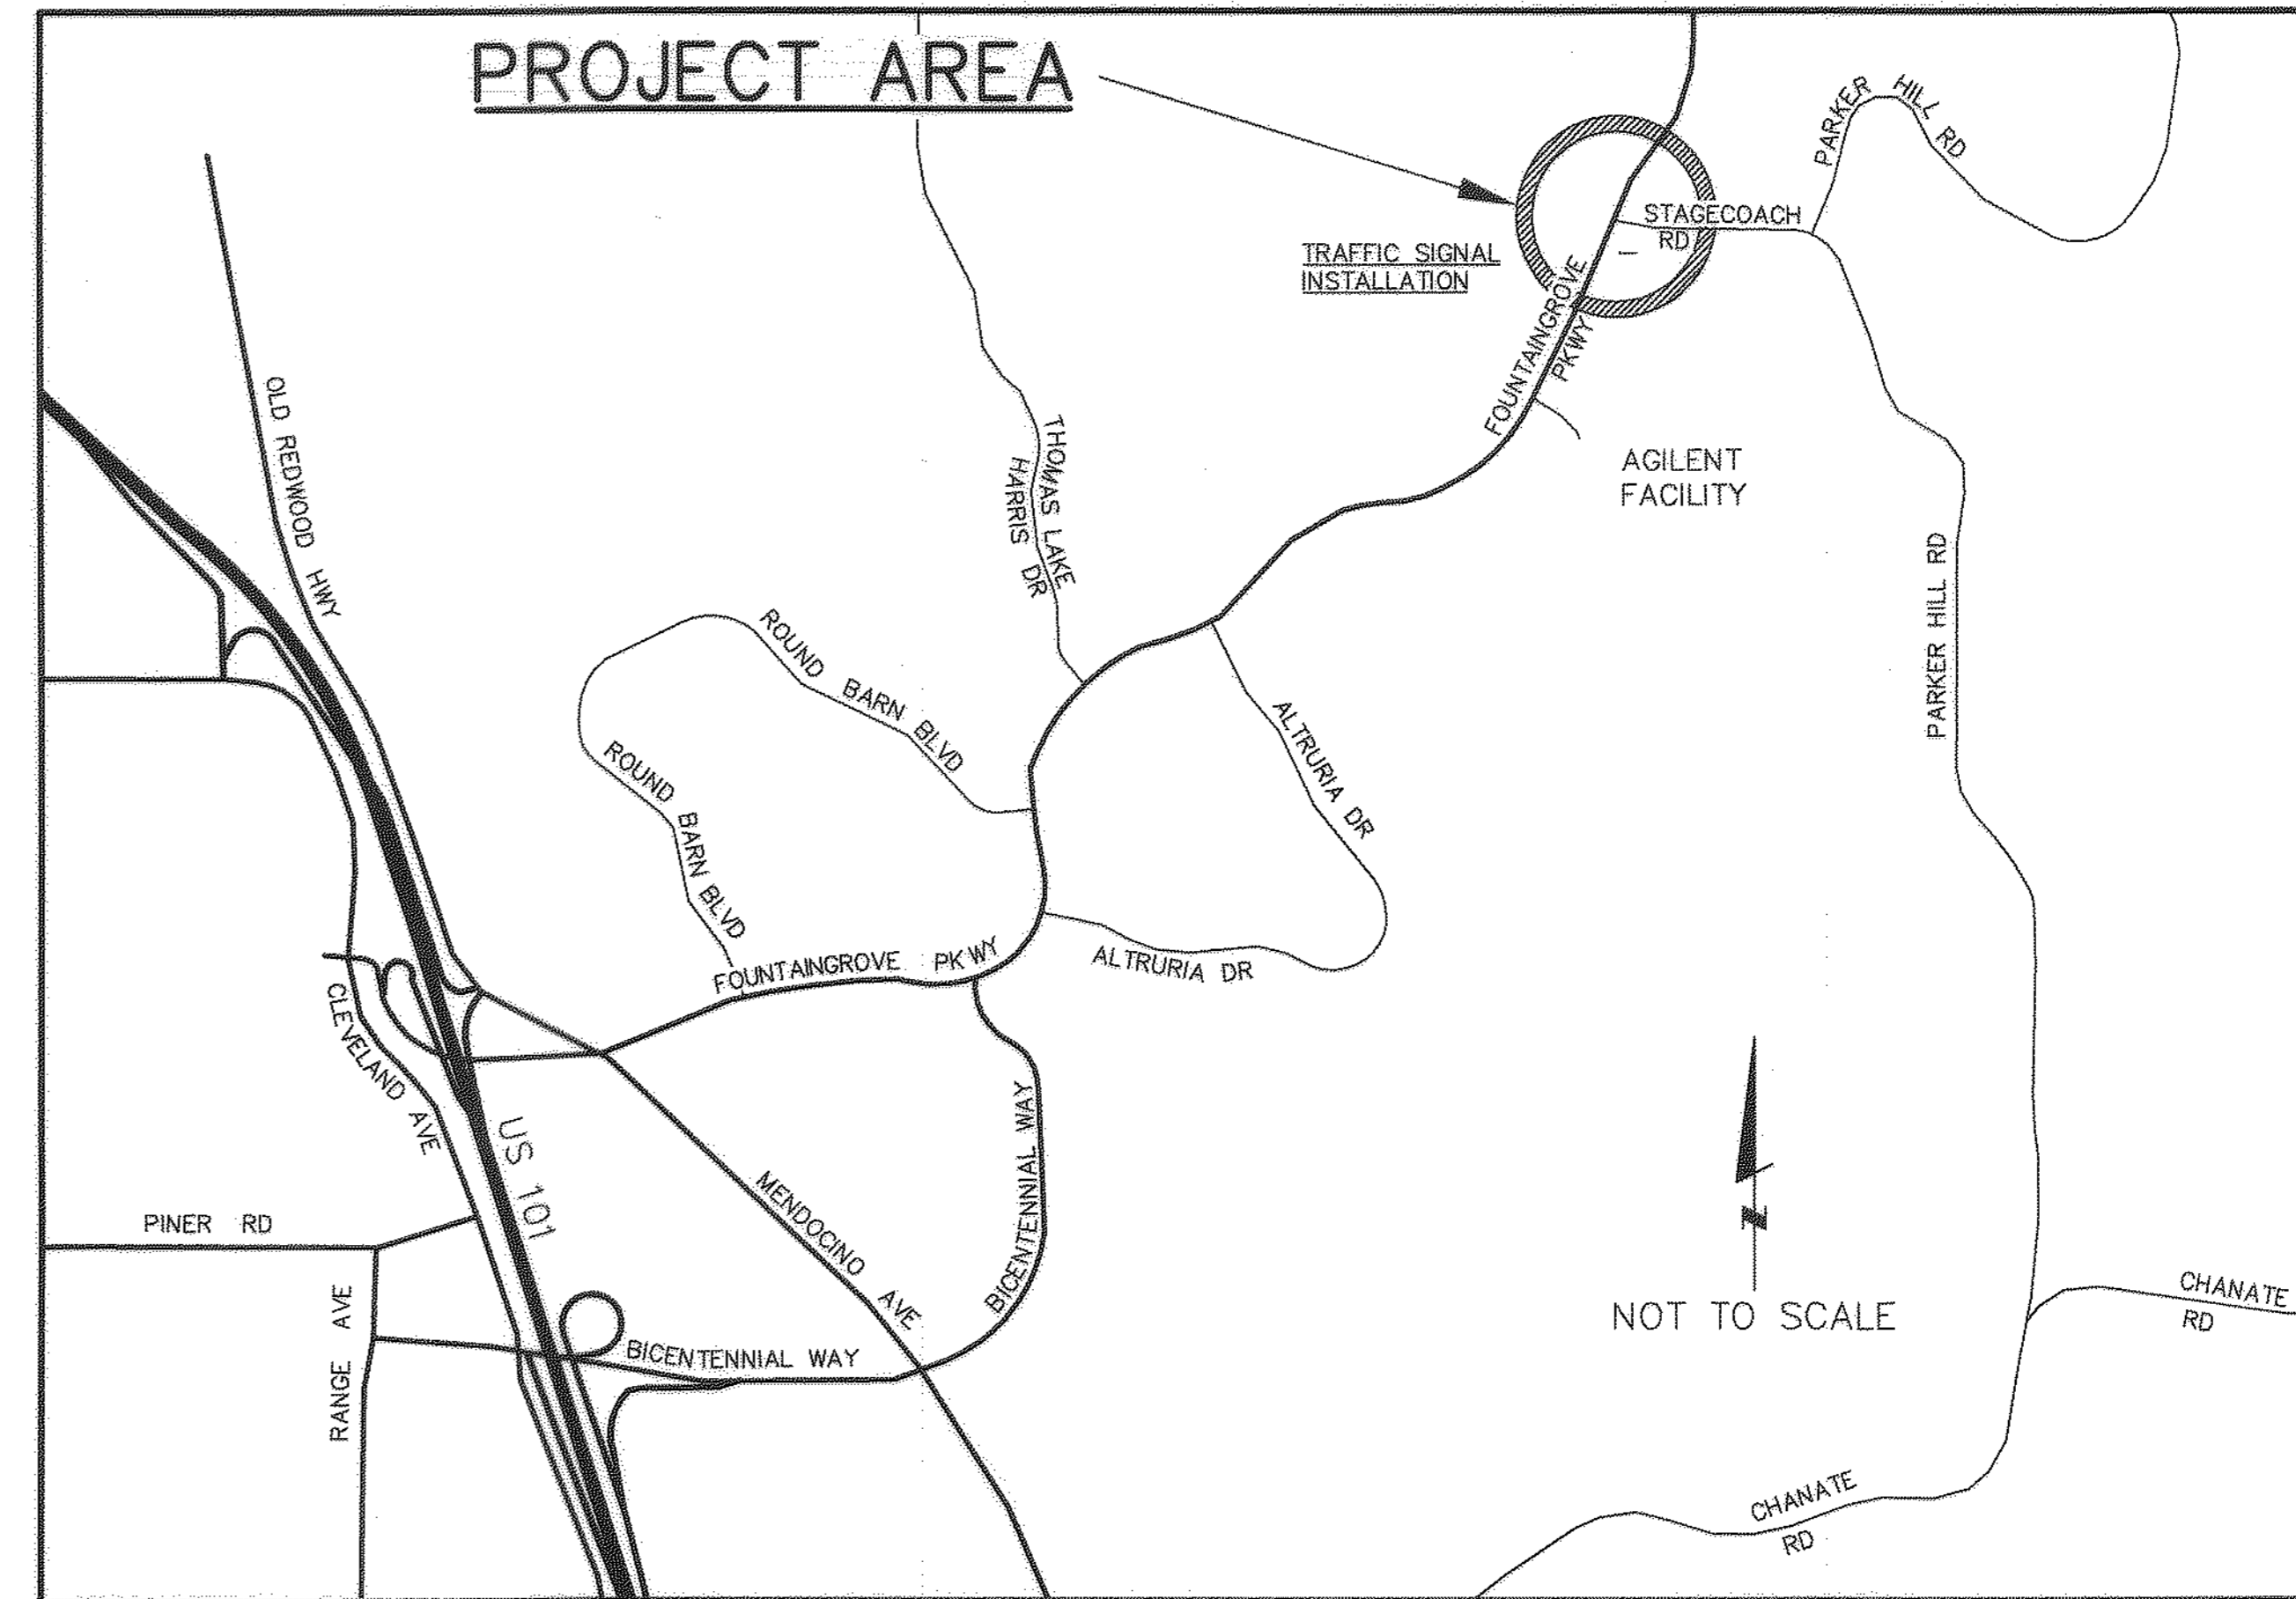 PROJECT AREA
PARKER HILL RD
STAGECOACH
RD
TRAFFIC SIGNAL
INSTALLATION
FOUNTAINGROVE
PKWY
OLD REDWOOD HWY
THOMAS LAKE
HARRIS DR
AGILENT
FACILITY
PARKER HILL RD
ROUND BARN BLVD
ROUND BARN BLVD
ALTRURIA DR
FOUNTAINGROVE PKWY
ALTRURIA DR
CLEVELAND AVE
US 101
BICENTENNIAL WAY
MENDOCINO AVE
PINER RD
N
NOT TO SCALE
CHANATE
RD
RANGE AVE
BICENTENNIAL WAY
CHANATE
RD